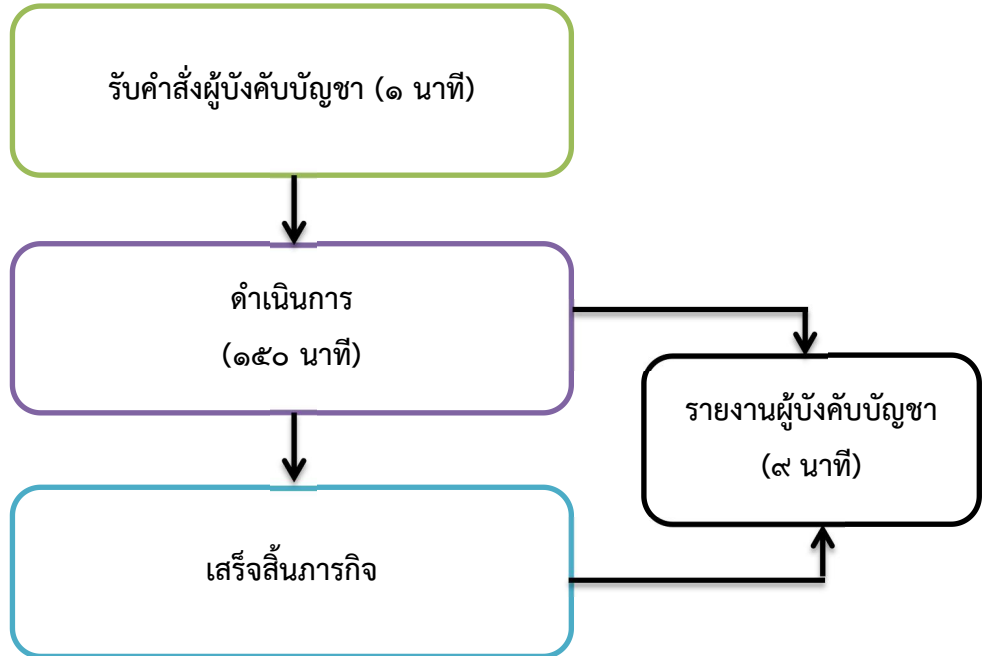 รับคำสั่งผู้บังคับบัญชา (๑ นาที)
ดำเนินการ
(๑๕๐ นาที)
รายงานผู้บังคับบัญชา
(๙ นาที)
เสร็จสิ้นภารกิจ